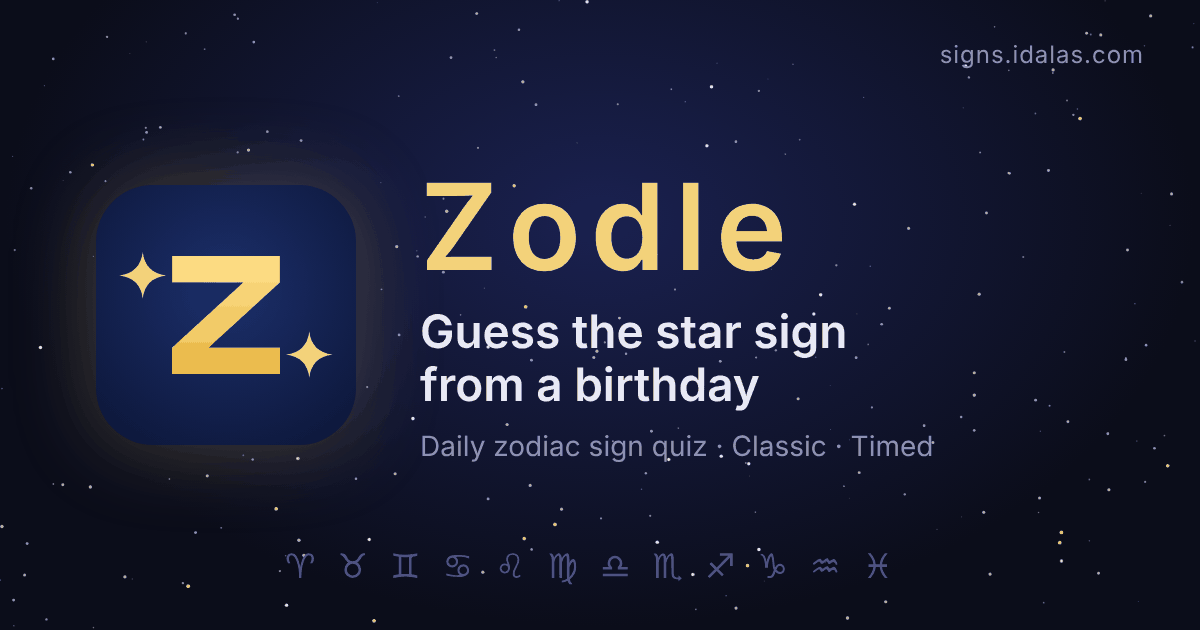 signs.idalas.com
Z
Zodle
Guess the star sign
from a birthday
Daily zodiac sign quiz · Classic · Timed
♈ ♉ ♊ ♋ ♌ ♍ ♎ ♏ ♐ ♑ ♒ ♓